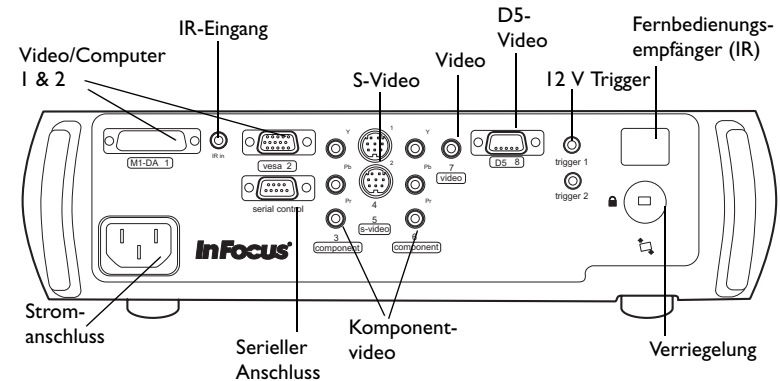 D5-
Video
Fernbedienungs-
empfänger (IR)
IR-Eingang
Video/Computer
1 & 2
S-Video
Video
12 V Trigger
M1-DA 1
IR in
vesa 2
serial control
Y
Pb
Pr
3
component
1
2
4
5
s-video
Y
Pb
Pr
6
component
7
video
D5 8
trigger 1
trigger 2
InFocus
Strom-
anschluss
Serieller
Anschluss
Komponent-
video
Verriegelung